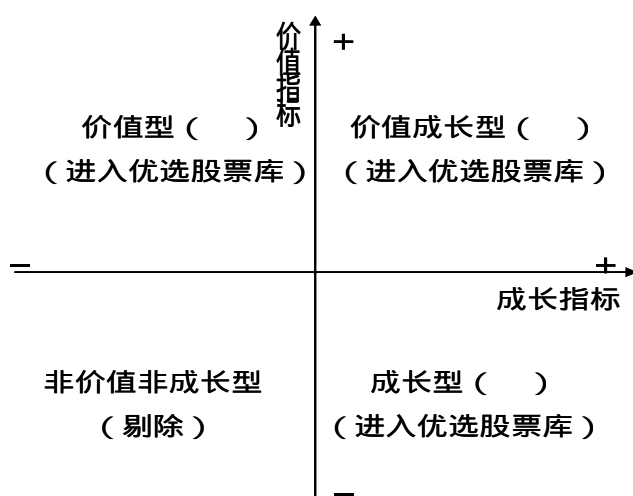 价值指标
+
价值型（　）
（进入优选股票库）
价值成长型（　）
（进入优选股票库）
−
+
成长指标
非价值非成长型
（剔除）
成长型（　）
（进入优选股票库）
−